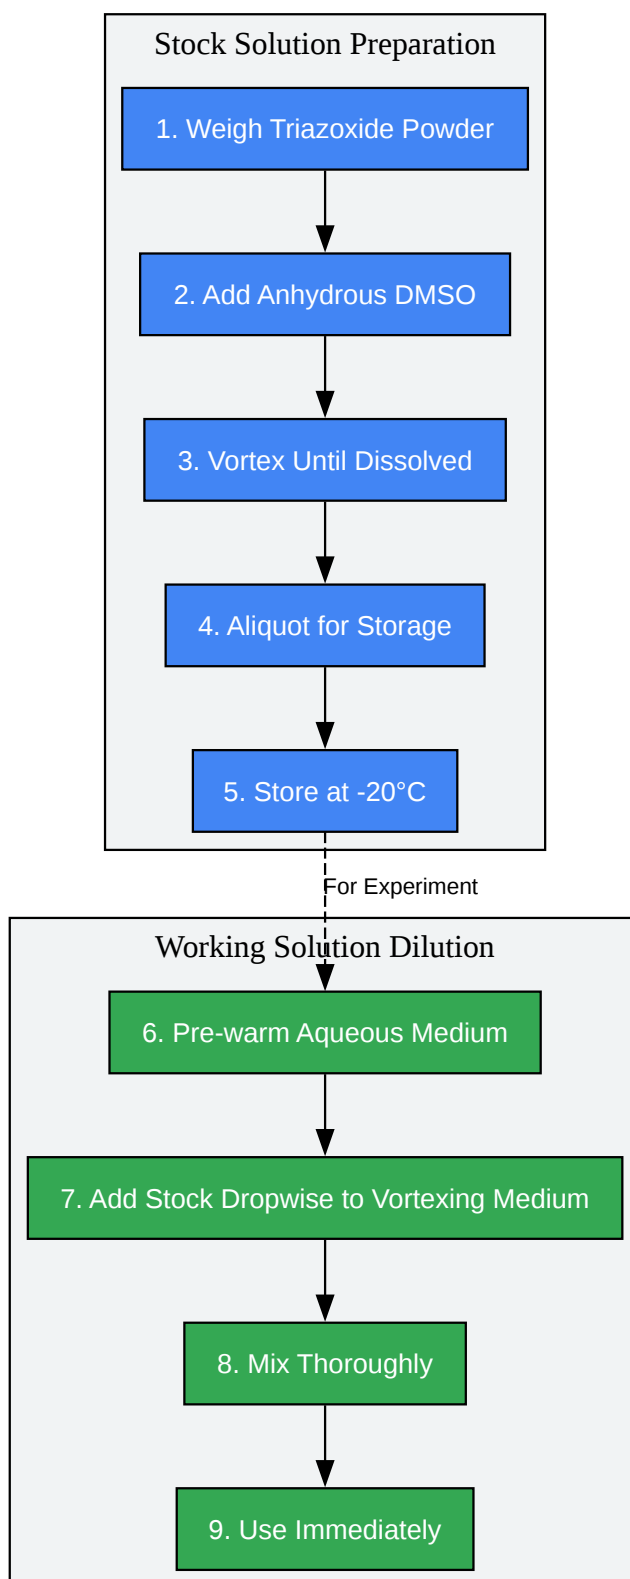 Stock Solution Preparation
1. Weigh Triazoxide Powder
2. Add Anhydrous DMSO
3. Vortex Until Dissolved
4. Aliquot for Storage
5. Store at -20°C
For Experiment
Working Solution Dilution
6. Pre-warm Aqueous Medium
7. Add Stock Dropwise to Vortexing Medium
8. Mix Thoroughly
9. Use Immediately